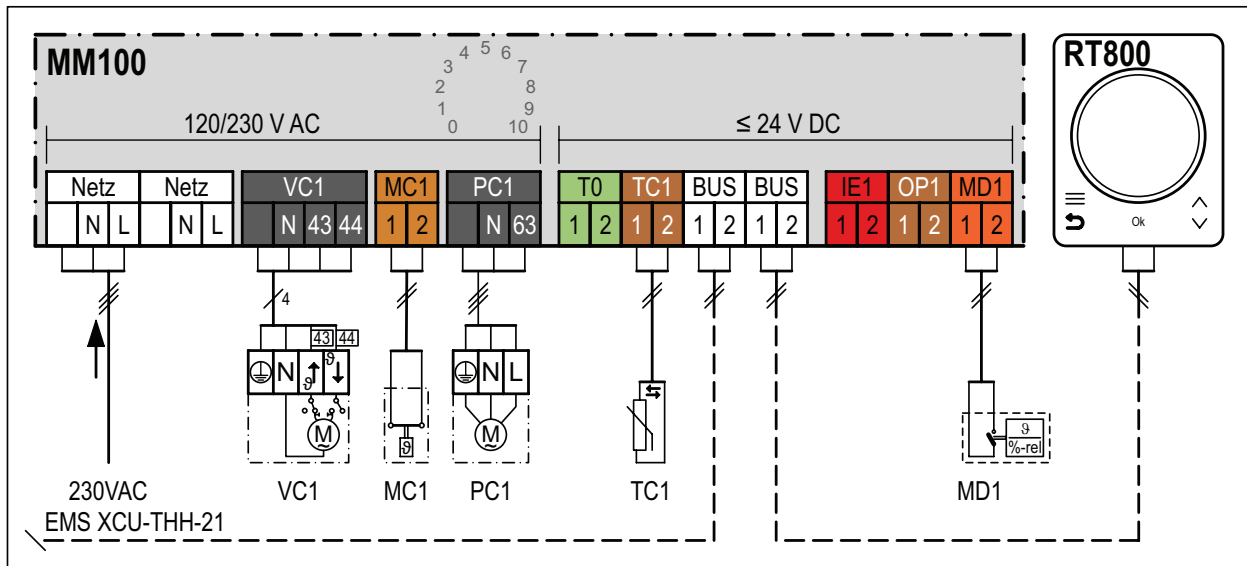 MM100
0 1 2 3 4 5 6 7 8 9 10
120/230 V AC
≤ 24 V DC
RT800
Ok
Netz Netz VC1 MC1 PC1 T0 TC1 BUS BUS IE1 OP1 MD1
N L N L N 43 44 1 2 N 63 1 2 1 2 1 2 1 2 1 2 1 2 1 2
4
43 44
N ϑ ϑ N L
M ϑ M ϑ %-rel
230VAC VC1 MC1 PC1 TC1 MD1
EMS XCU-THH-21